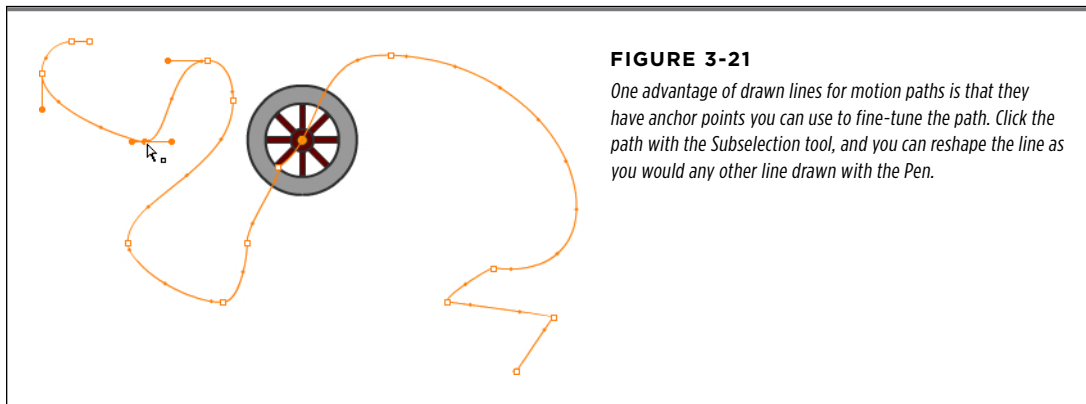 FIGURE 3-21
One advantage of drawn lines for motion paths is that they
have anchor points you can use to fine-tune the path. Click the
path with the Subselection tool, and you can reshape the line as
you would any other line drawn with the Pen.